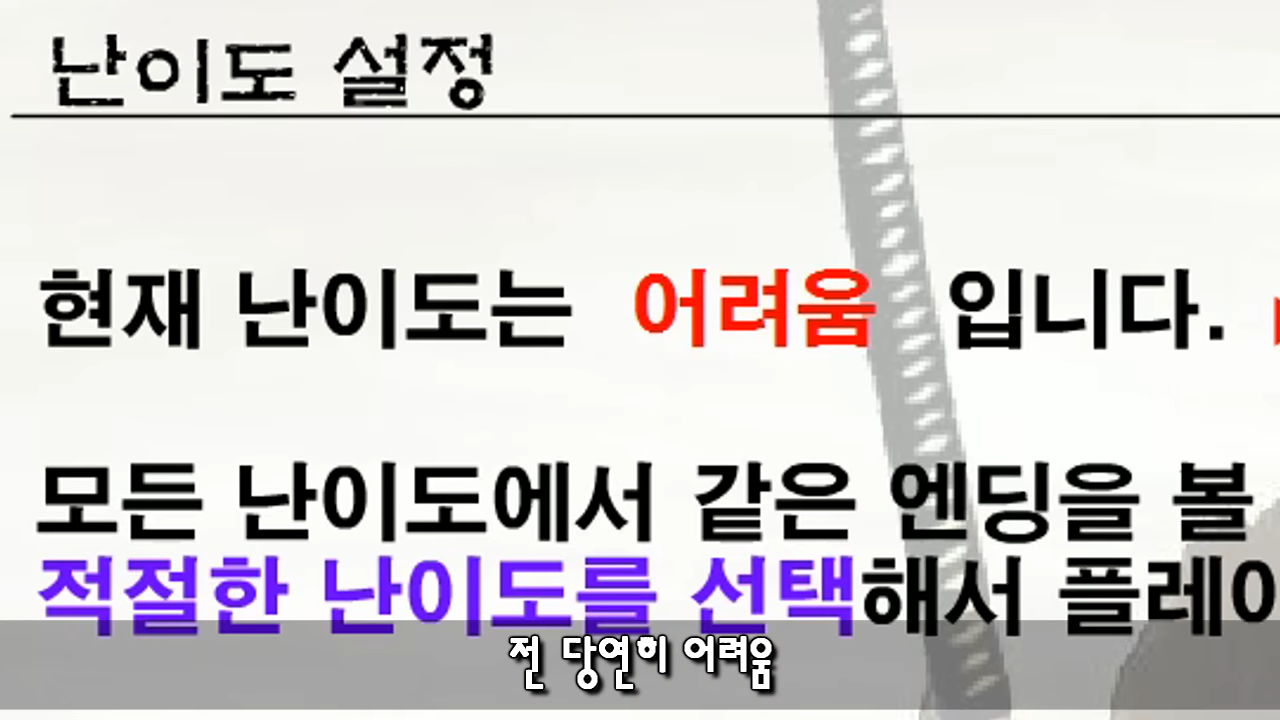 난이도 설정
현재 난이도는 어려움 입니다.
모든 난이도에서 같은 엔딩을 볼
적절한 난이도를 선택해서 플레이
전 당연히 어려움